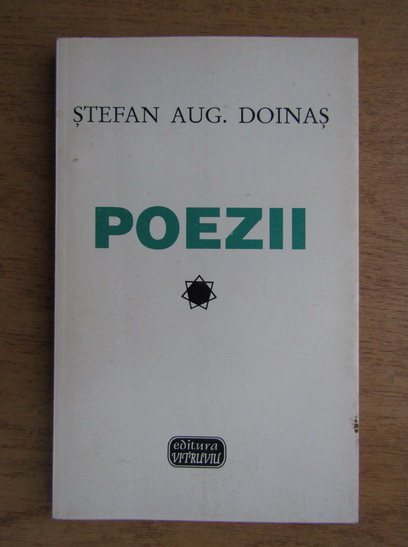 ȘTEFAN AUG. DOINAȘ
POEZII
editura
VITRUVIU